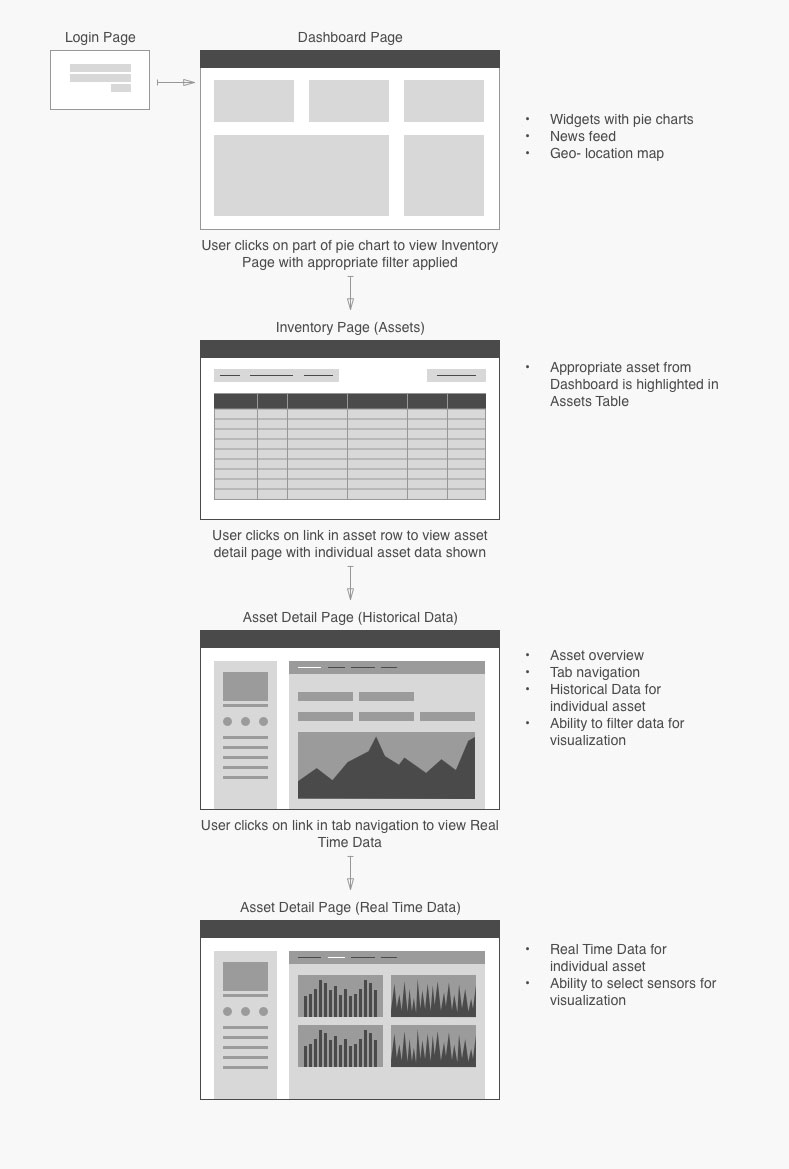 Login Page
Dashboard Page
• Widgets with pie charts
• News feed
• Geo- location map
User clicks on part of pie chart to view Inventory
Page with appropriate filter applied
Inventory Page (Assets)
• Appropriate asset from
Dashboard is highlighted in
Assets Table
User clicks on link in asset row to view asset
detail page with individual asset data shown
Asset Detail Page (Historical Data)
• Asset overview
• Tab navigation
• Historical Data for
individual asset
• Ability to filter data for
visualization
User clicks on link in tab navigation to view Real
Time Data
Asset Detail Page (Real Time Data)
• Real Time Data for
individual asset
• Ability to select sensors for
visualization